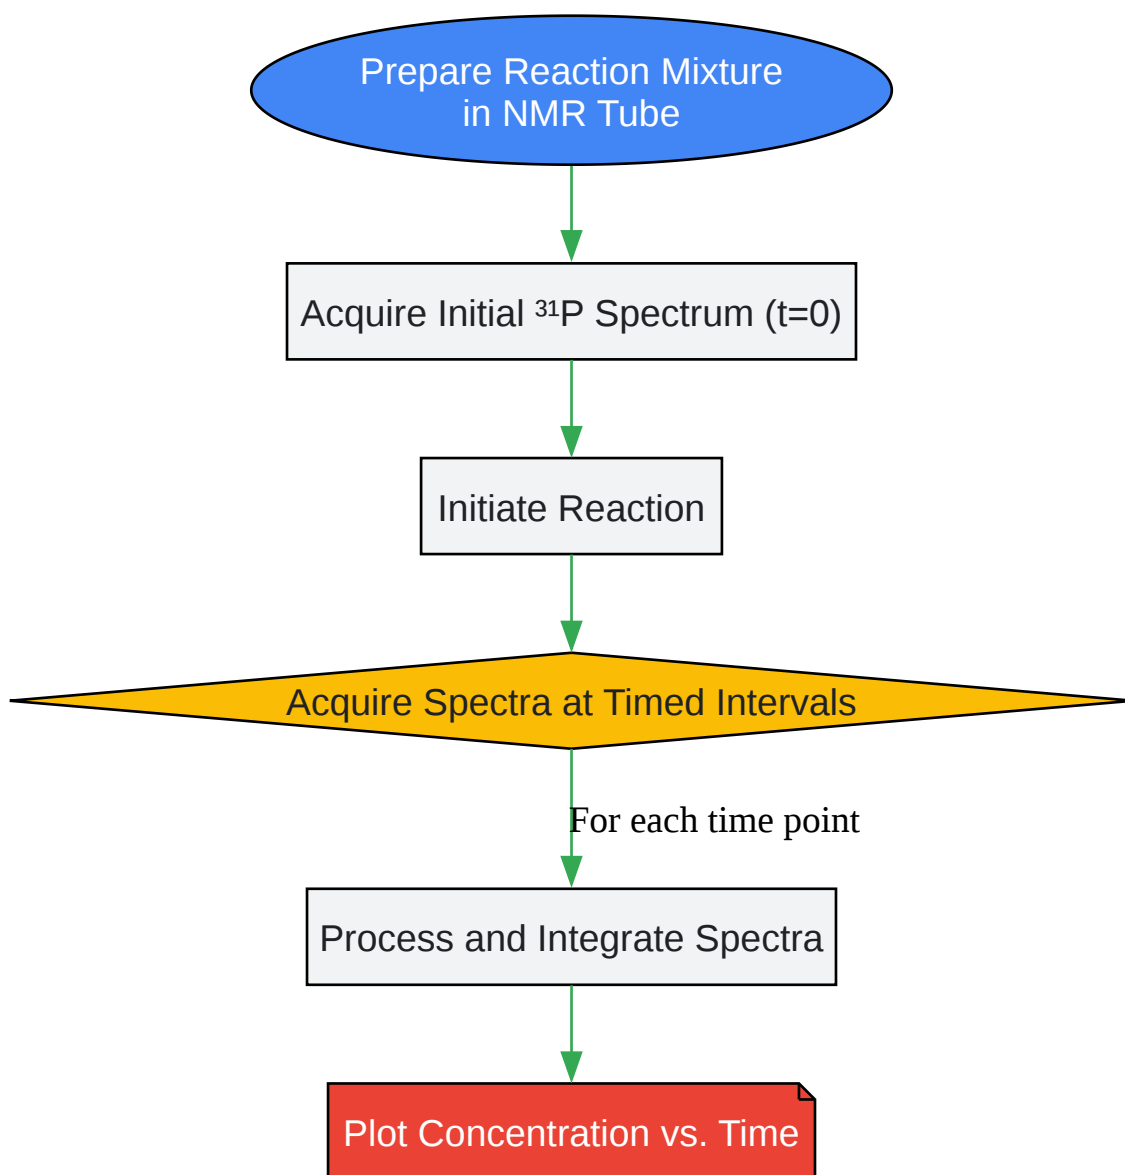 Prepare Reaction Mixture
in NMR Tube
Acquire Initial ³¹P Spectrum (t=0)
Initiate Reaction
Acquire Spectra at Timed Intervals
For each time point
Process and Integrate Spectra
Plot Concentration vs. Time